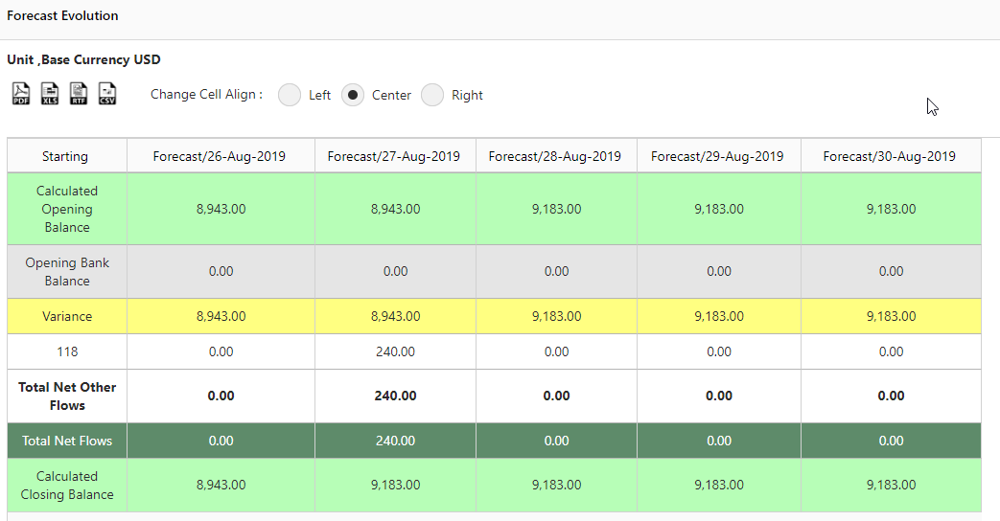 Forecast Evolution
Unit ,Base Currency USD
PDF XLS RTF CSV Change Cell Align : Left Center Right
Starting Forecast/26-Aug-2019 Forecast/27-Aug-2019 Forecast/28-Aug-2019 Forecast/29-Aug-2019 Forecast/30-Aug-2019
Calculated
Opening
Balance
8,943.00 8,943.00 9,183.00 9,183.00 9,183.00
Opening Bank
Balance
0.00 0.00 0.00 0.00 0.00
Variance 8,943.00 8,943.00 9,183.00 9,183.00 9,183.00
118 0.00 240.00 0.00 0.00 0.00
Total Net Other
Flows
0.00 240.00 0.00 0.00 0.00
Total Net Flows 0.00 240.00 0.00 0.00 0.00
Calculated
Closing Balance
8,943.00 9,183.00 9,183.00 9,183.00 9,183.00